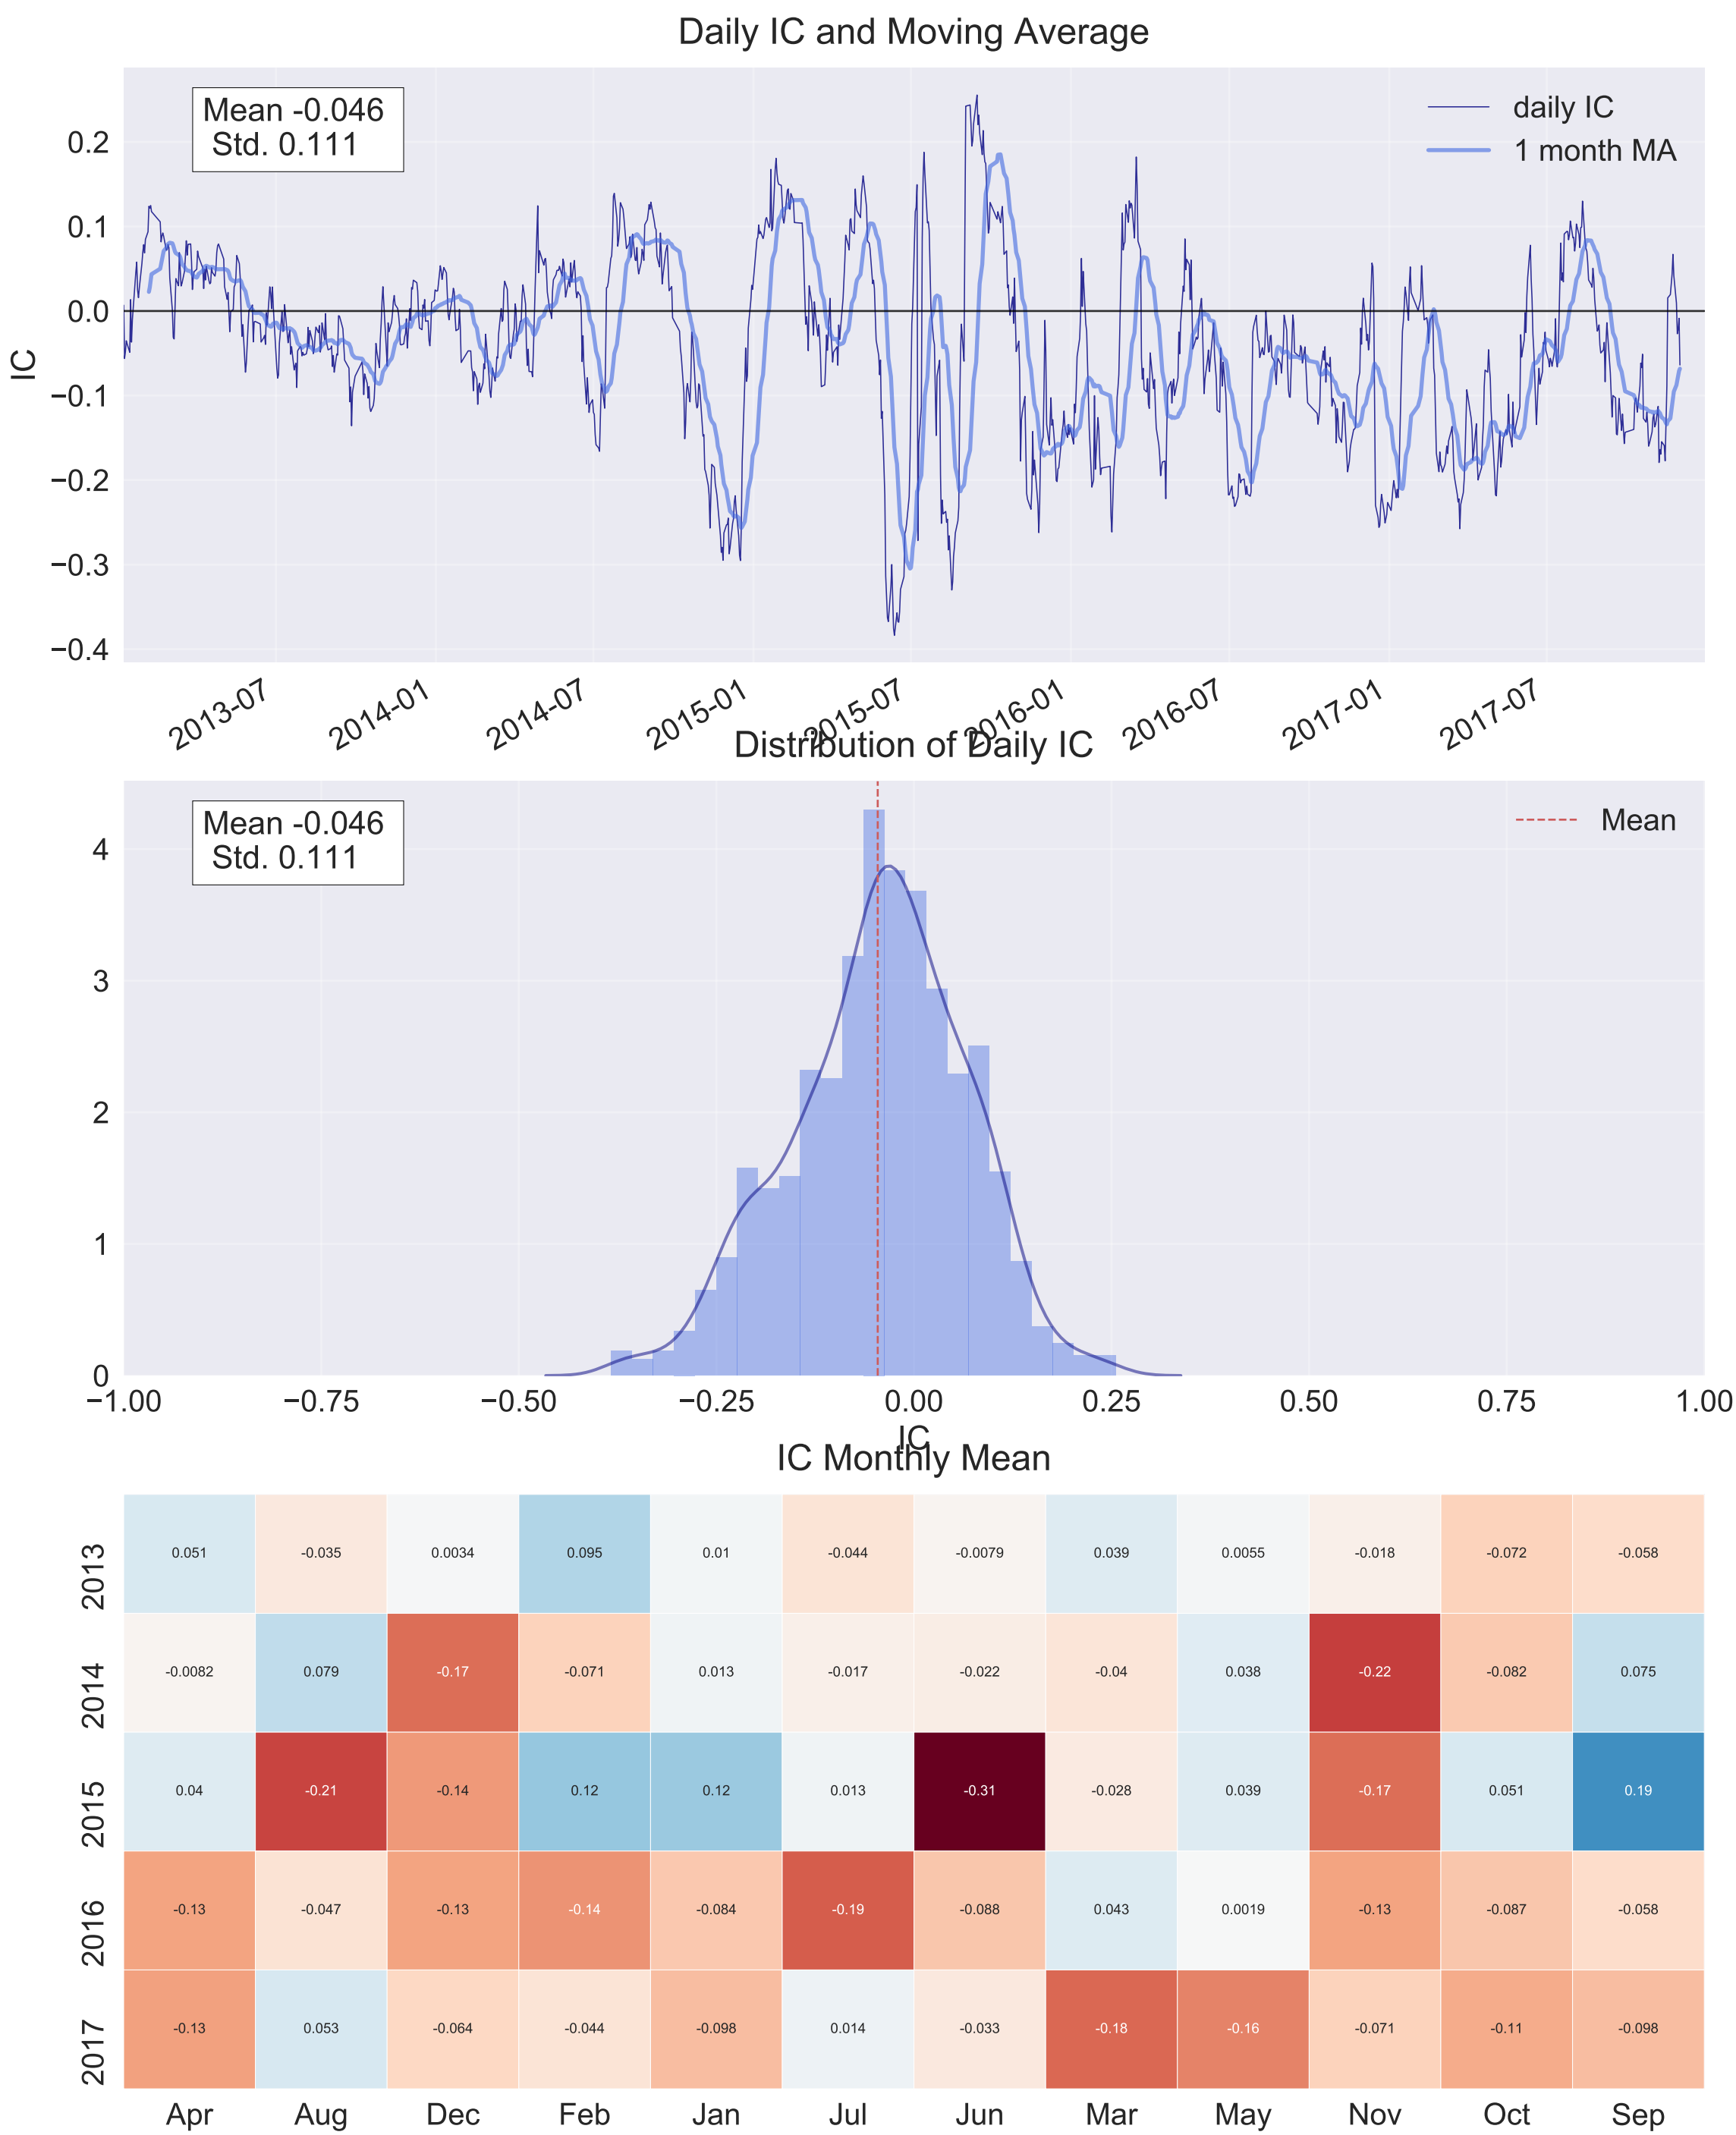 Daily IC and Moving Average
Mean -0.046
Std. 0.111
daily IC
1 month MA
IC
0.2
0.1
0.0
−0.1
−0.2
−0.3
−0.4
2013-07 2014-01 2014-07 2015-01 2015-07 2016-01 2016-07 2017-01 2017-07
Distribution of Daily IC
Mean -0.046
Std. 0.111
Mean
4
3
2
1
0
−1.00 −0.75 −0.50 −0.25 0.00 0.25 0.50 0.75 1.00
IC
IC Monthly Mean
2013 0.051 -0.035 0.0034 0.095 0.01 -0.044 -0.0079 0.039 0.0055 -0.018 -0.072 -0.058
2014 -0.0082 0.079 -0.17 -0.071 0.013 -0.017 -0.022 -0.04 0.038 -0.22 -0.082 0.075
2015 0.04 -0.21 -0.14 0.12 0.12 0.013 -0.31 -0.028 0.039 -0.17 0.051 0.19
2016 -0.13 -0.047 -0.13 -0.14 -0.084 -0.19 -0.088 0.043 0.0019 -0.13 -0.087 -0.058
2017 -0.13 0.053 -0.064 -0.044 -0.098 0.014 -0.033 -0.18 -0.16 -0.071 -0.11 -0.098
Apr Aug Dec Feb Jan Jul Jun Mar May Nov Oct Sep